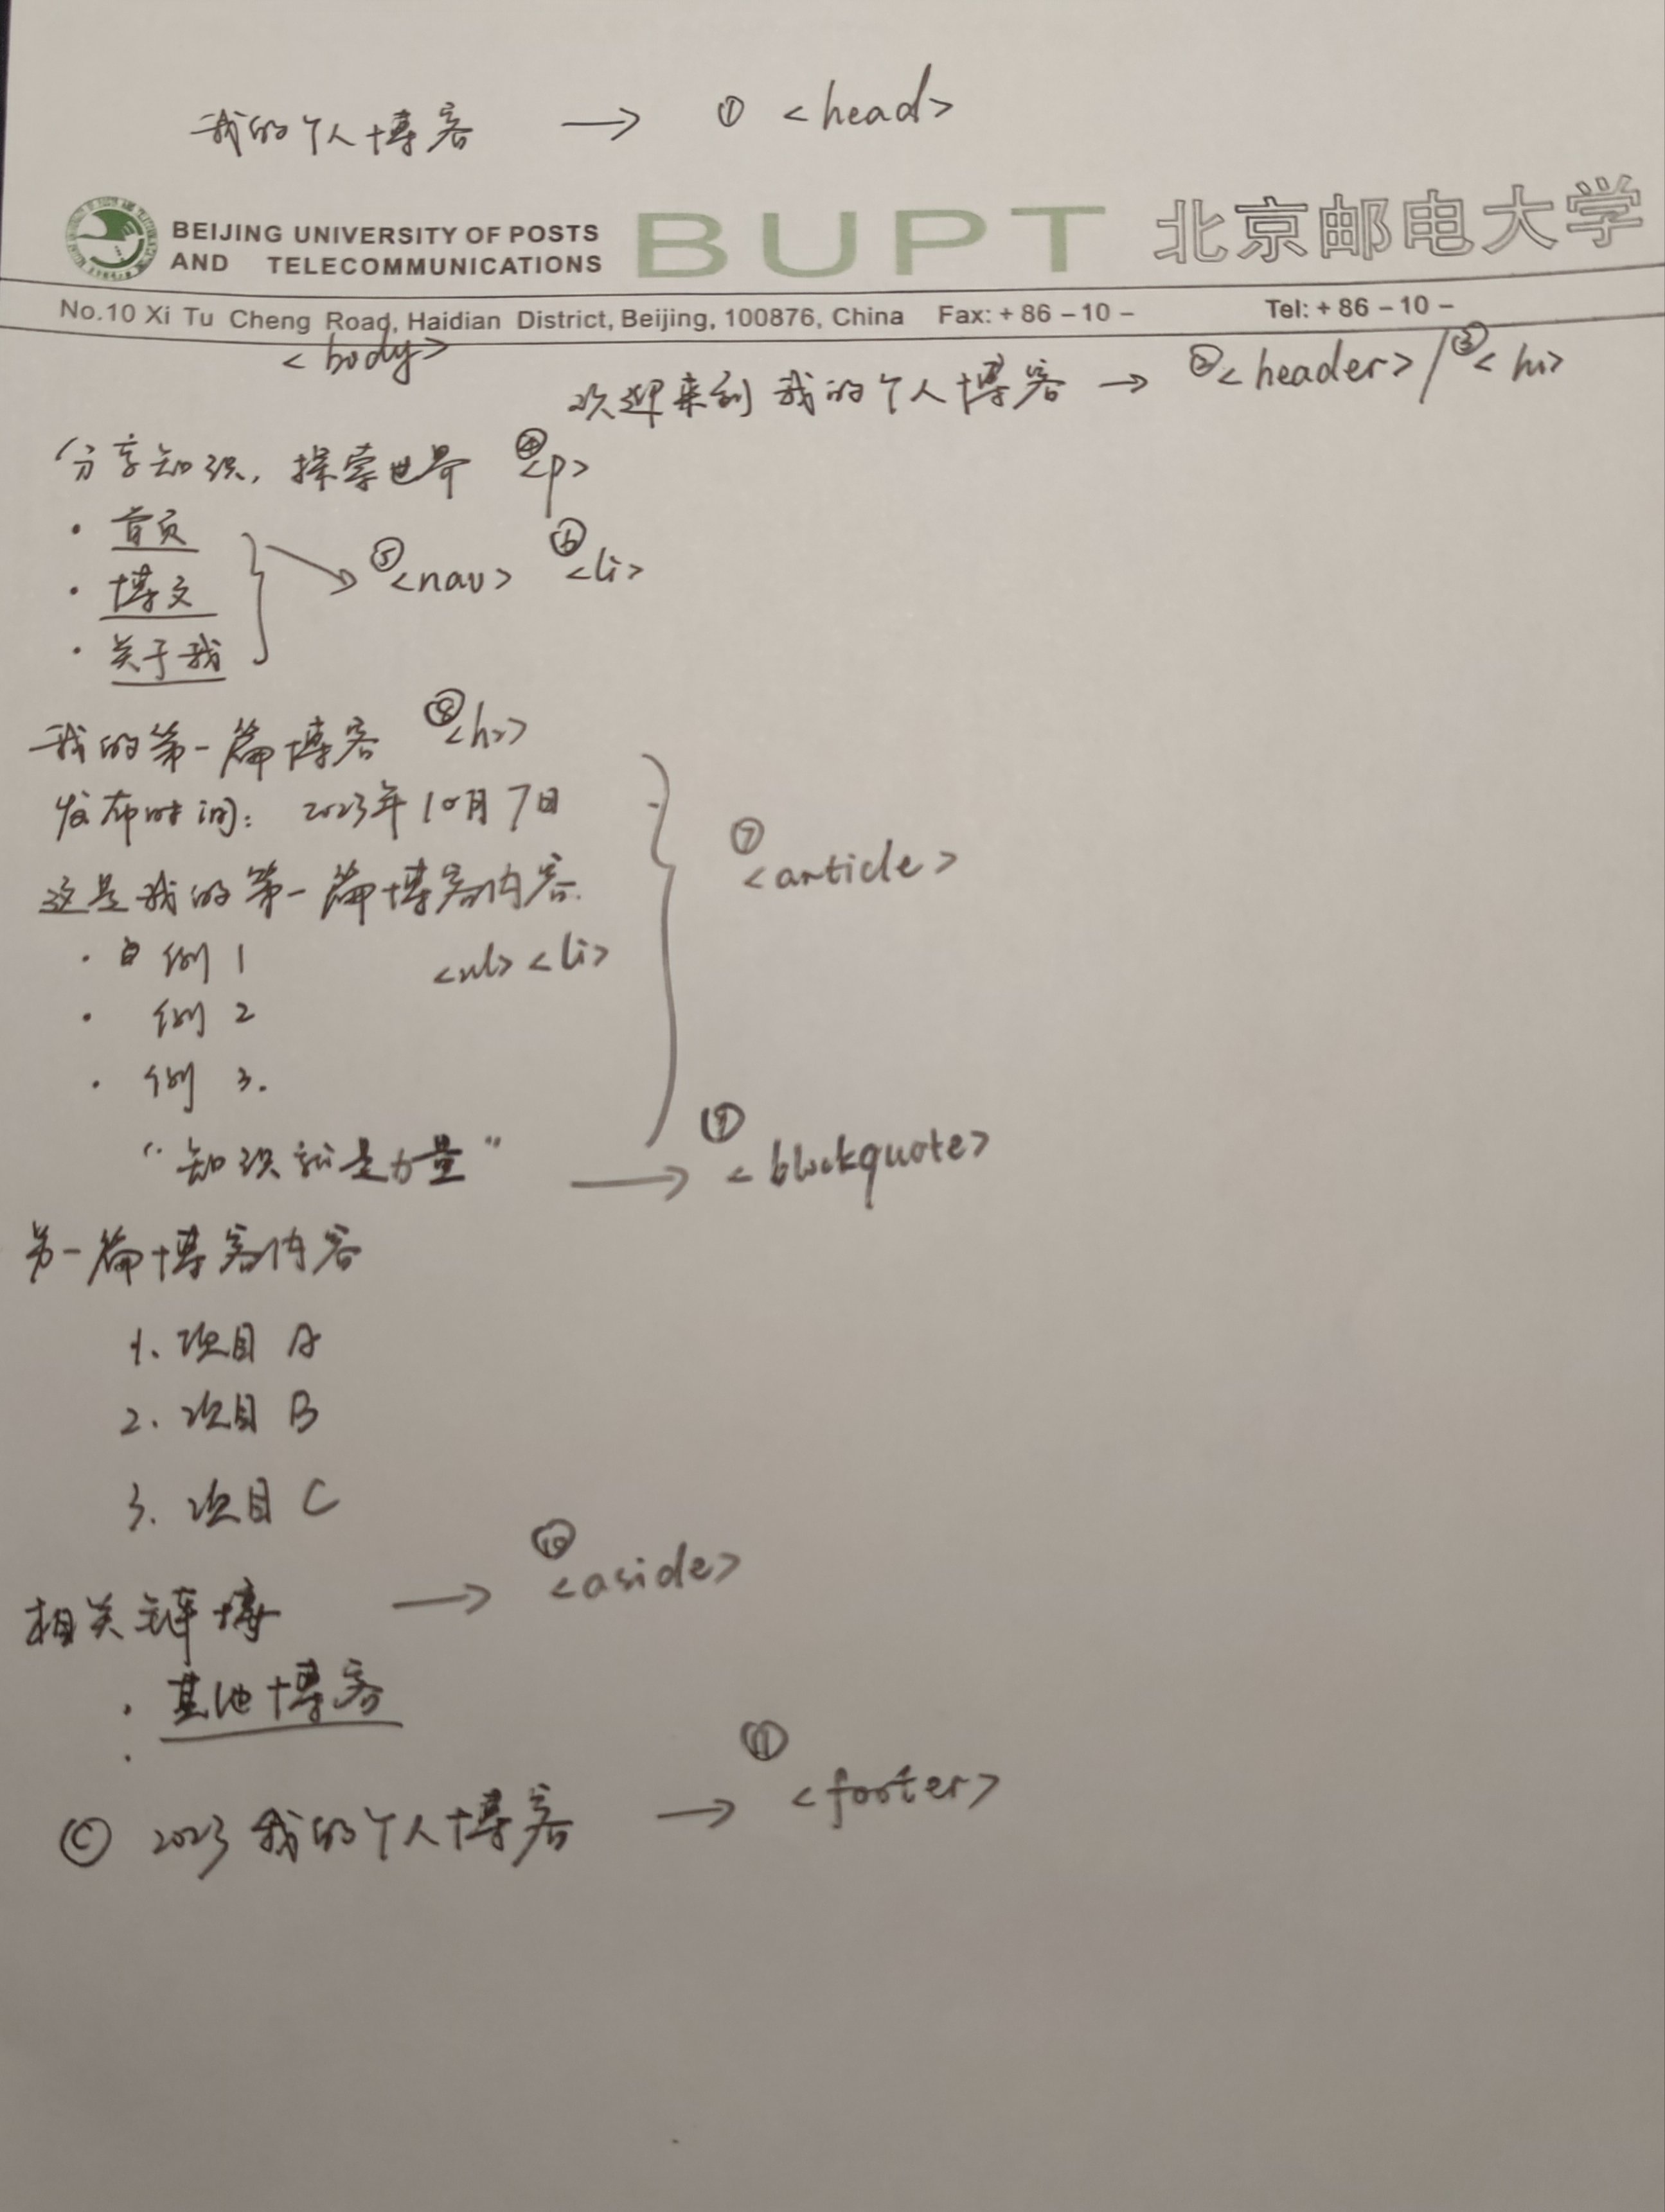 我的个人博客 → ① <head>
BEIJING UNIVERSITY OF POSTS AND TELECOMMUNICATIONS BUPT 北京邮电大学
No.10 Xi Tu Cheng Road, Haidian District, Beijing, 100876, China Fax: + 86 – 10 – Tel: + 86 – 10 –
<body>
欢迎来到我的个人博客 → ②<header>/③<h1>
分享知识, 探索世界 ④<p>
· 首页
· 博文 ⑤<nav> ⑥<li>
· 关于我
我的第一篇博客 ⑧<h2>
发布时间: 2023年10月7日
这是我的第一篇博客内容. ⑦<article>
· 例1 <ul><li>
· 例2
· 例3.
“知识就是力量” → ⑨<blockquote>
另一篇博客内容
1. 项目A
2. 项目B
3. 项目C
相关链博 → ⑩<aside>
· 其他博客
·
© 2023 我的个人博客 → ⑪<footer>